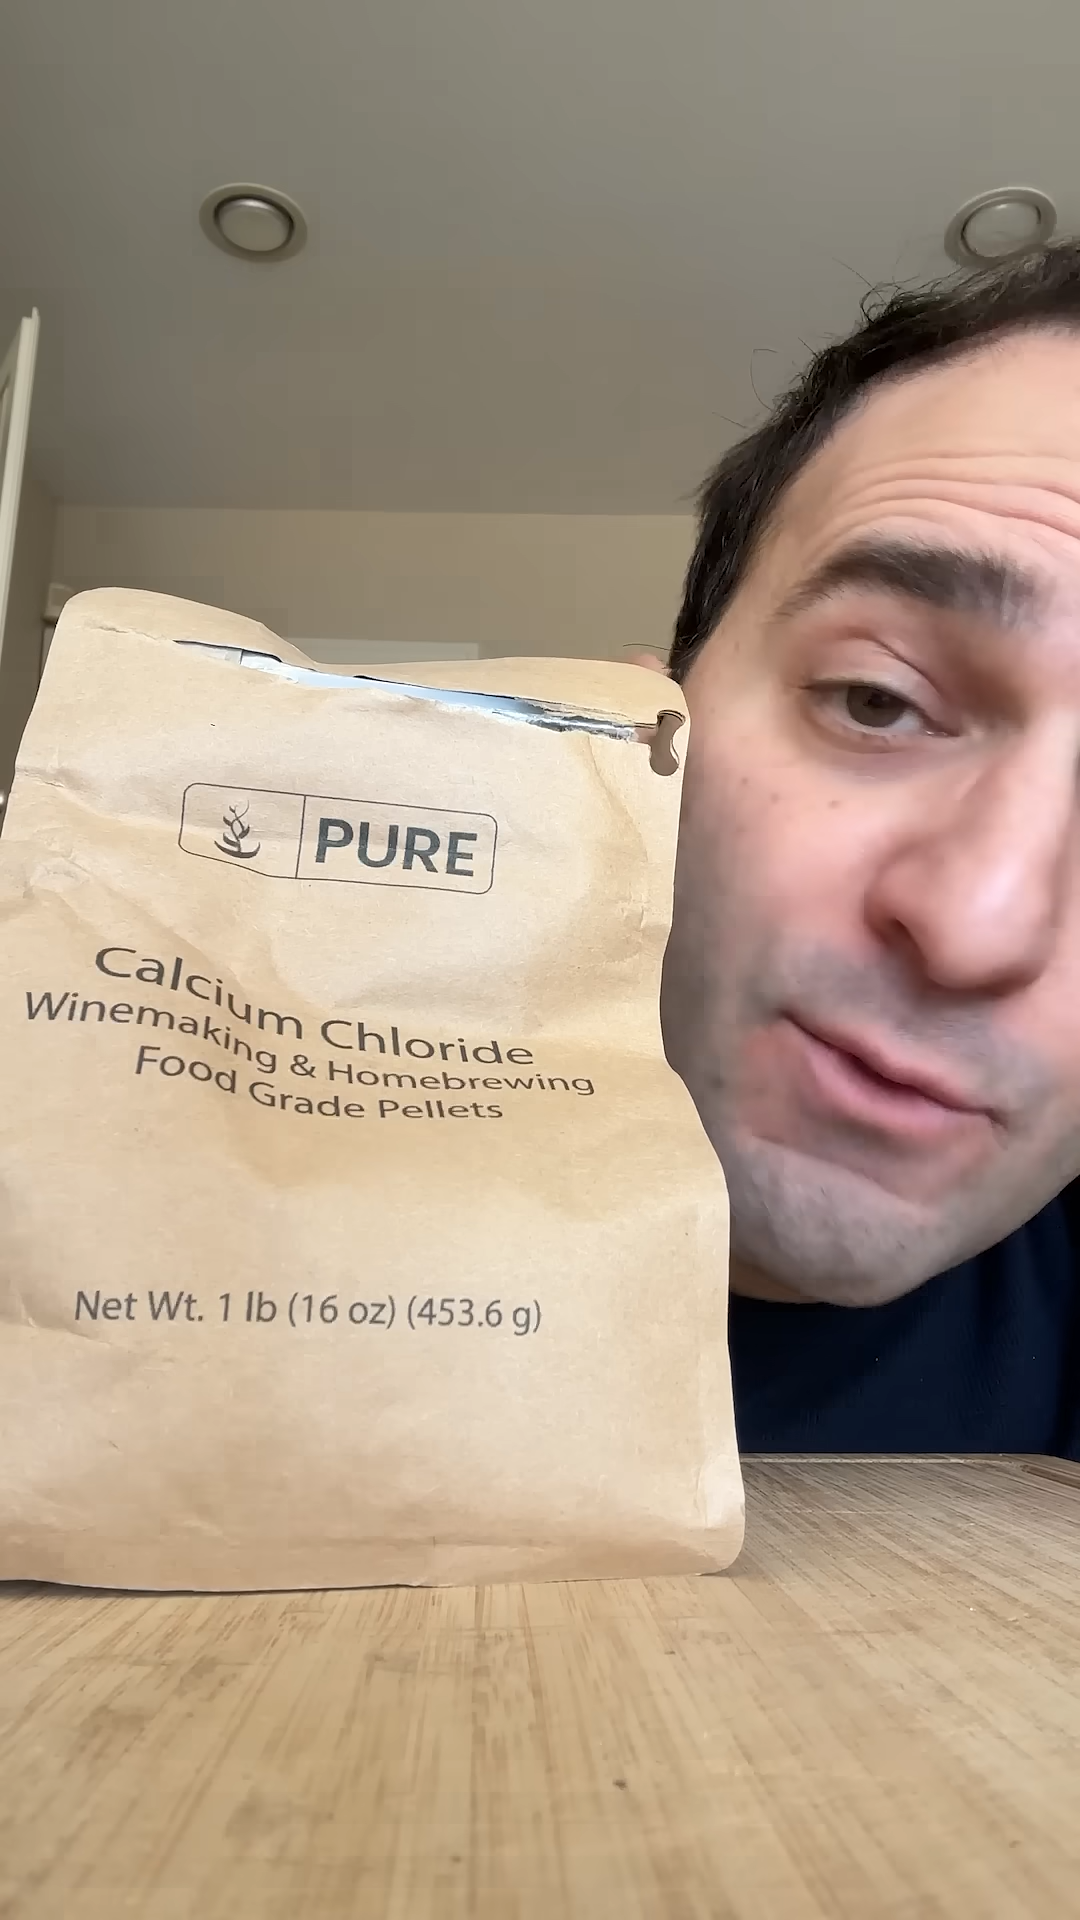 PURE
Calcium Chloride
Winemaking & Homebrewing
Food Grade Pellets
Net Wt. 1 lb (16 oz) (453.6 g)